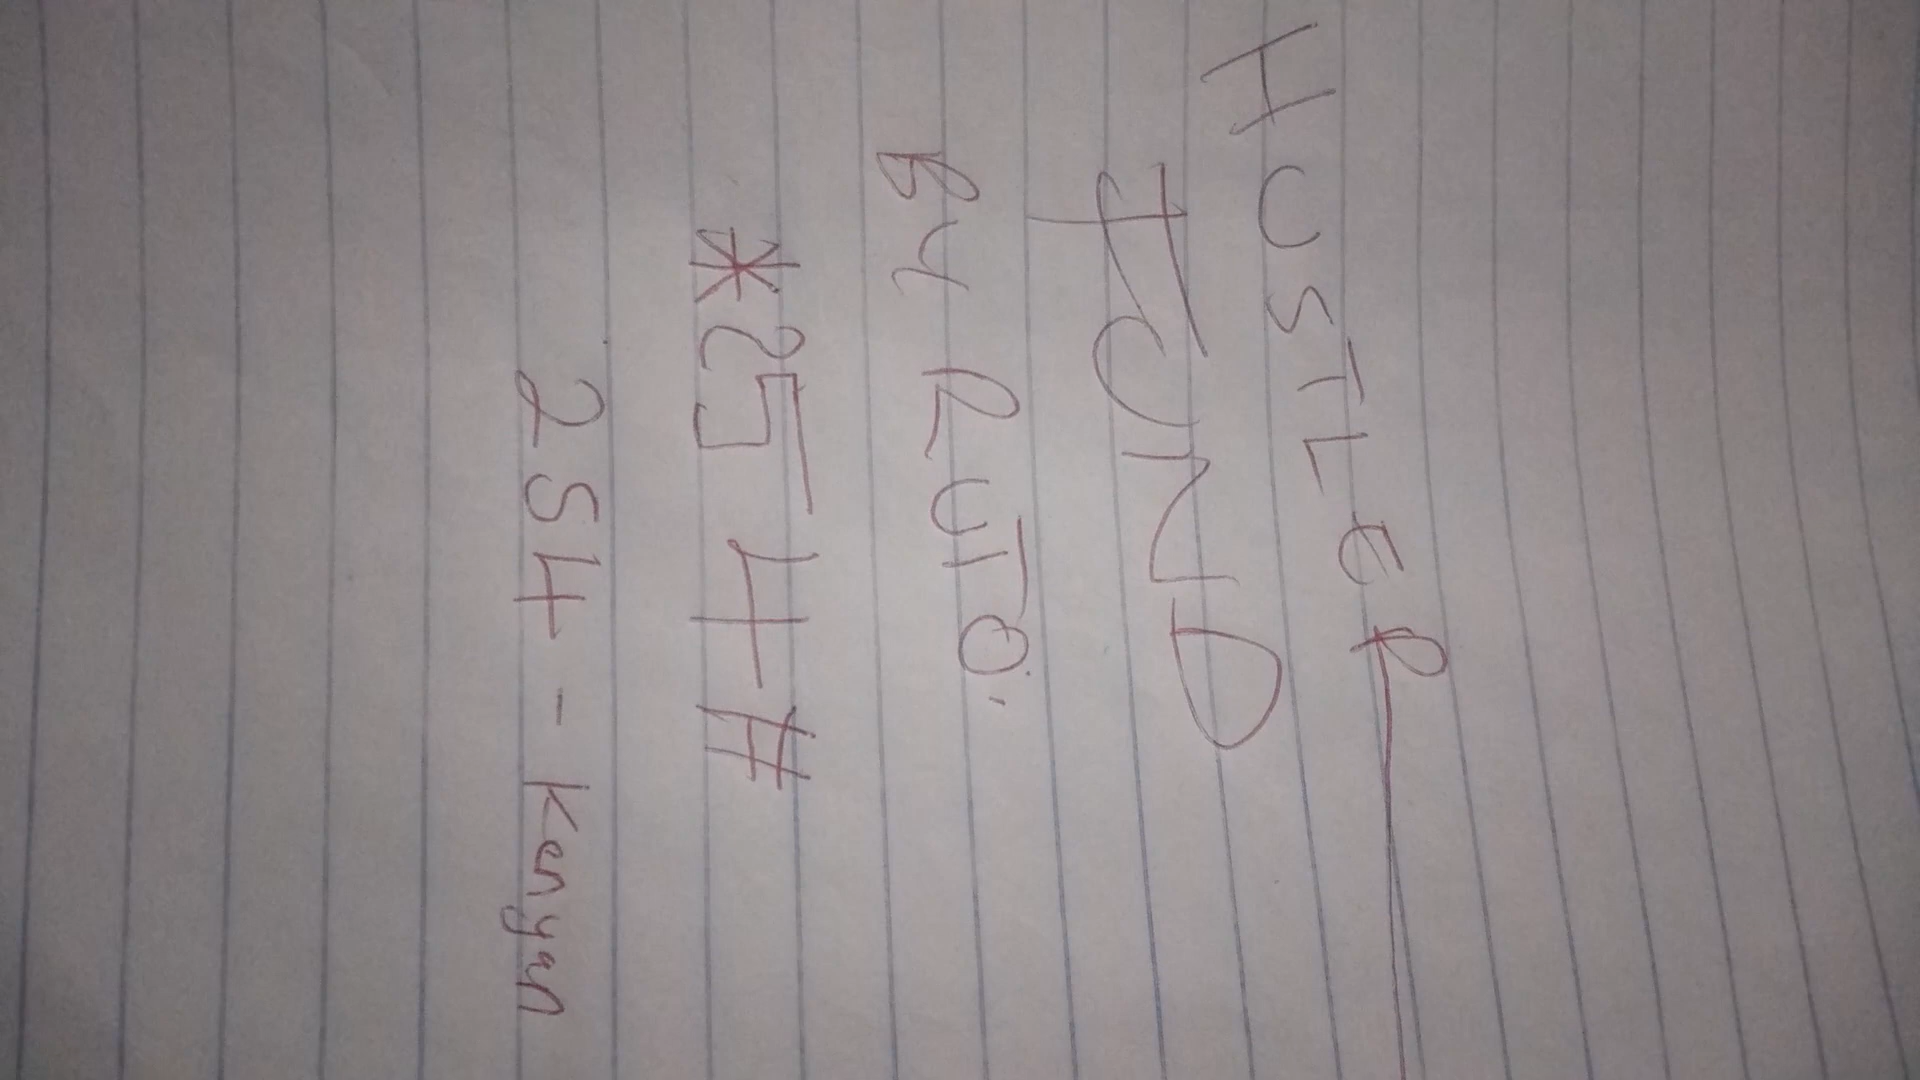 HUSTLER
FUND
By RUTO.
*254#
254 - Kenyan